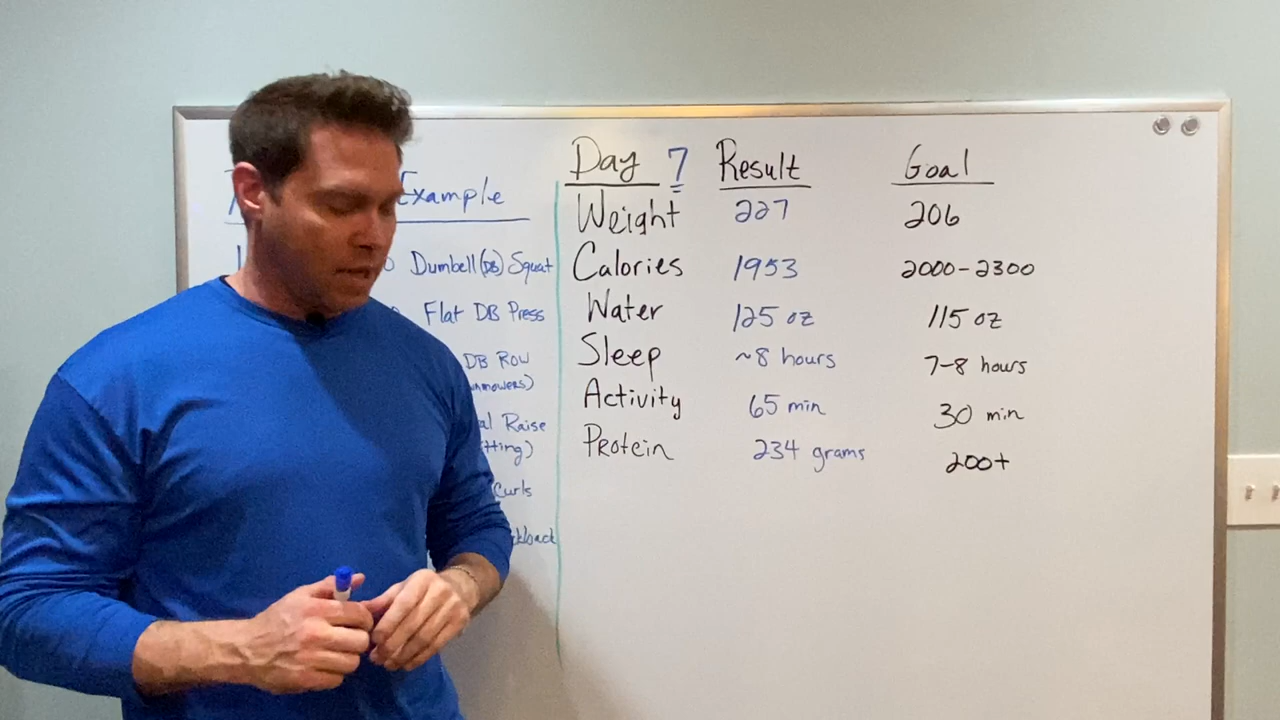 Example
Dumbell (DB) Squat
Flat DB Press
DB Row
al Raise
Curls
Day 7 Result Goal
Weight 227 206
Calories 1953 2000-2300
Water 125 oz 115 oz
Sleep ~8 hours 7-8 hours
Activity 65 min 30 min
Protein 234 grams 200+